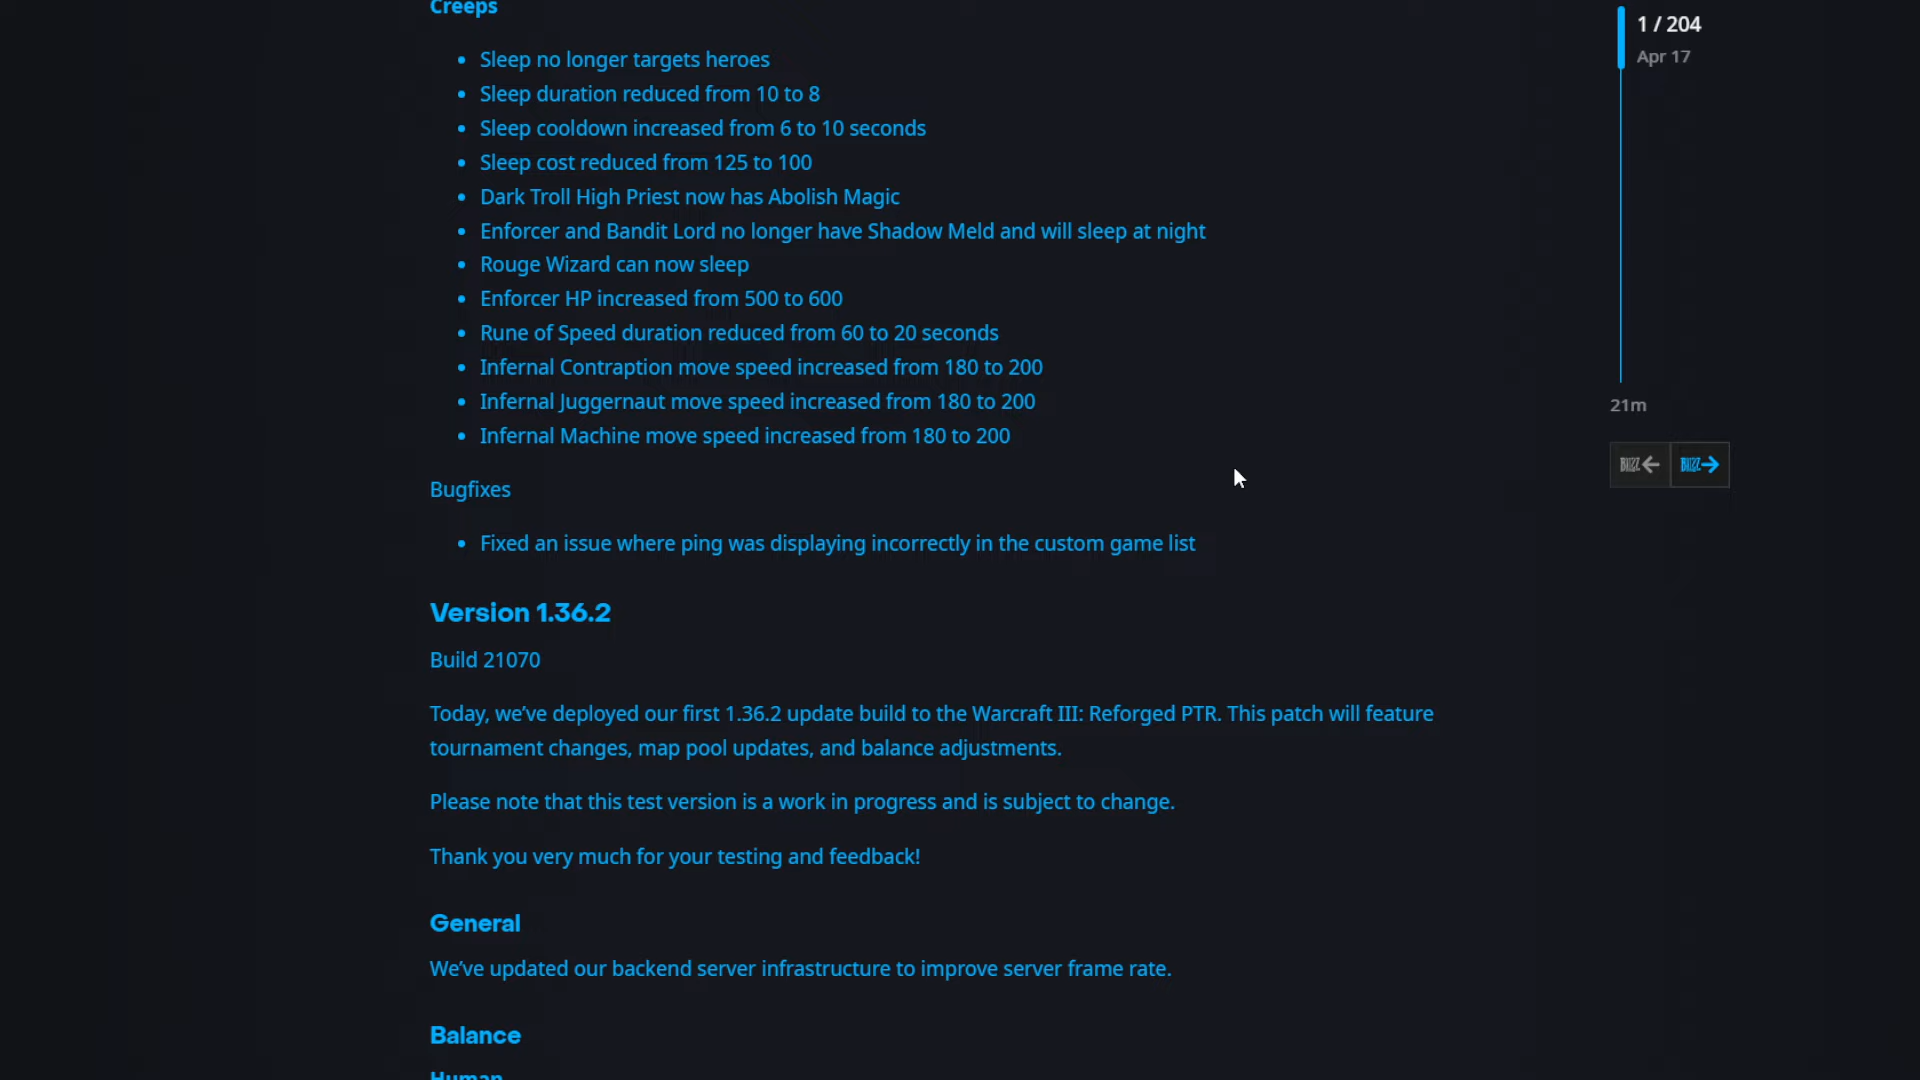 Creeps
Sleep no longer targets heroes
Sleep duration reduced from 10 to 8
Sleep cooldown increased from 6 to 10 seconds
Sleep cost reduced from 125 to 100
Dark Troll High Priest now has Abolish Magic
Enforcer and Bandit Lord no longer have Shadow Meld and will sleep at night
Rouge Wizard can now sleep
Enforcer HP increased from 500 to 600
Rune of Speed duration reduced from 60 to 20 seconds
Infernal Contraption move speed increased from 180 to 200
Infernal Juggernaut move speed increased from 180 to 200
Infernal Machine move speed increased from 180 to 200
Bugfixes
Fixed an issue where ping was displaying incorrectly in the custom game list
Version 1.36.2
Build 21070
Today, we’ve deployed our first 1.36.2 update build to the Warcraft III: Reforged PTR. This patch will feature
tournament changes, map pool updates, and balance adjustments.
Please note that this test version is a work in progress and is subject to change.
Thank you very much for your testing and feedback!
General
We’ve updated our backend server infrastructure to improve server frame rate.
Balance
Human
1 / 204
Apr 17
21m
BLIZZ
BLIZZ